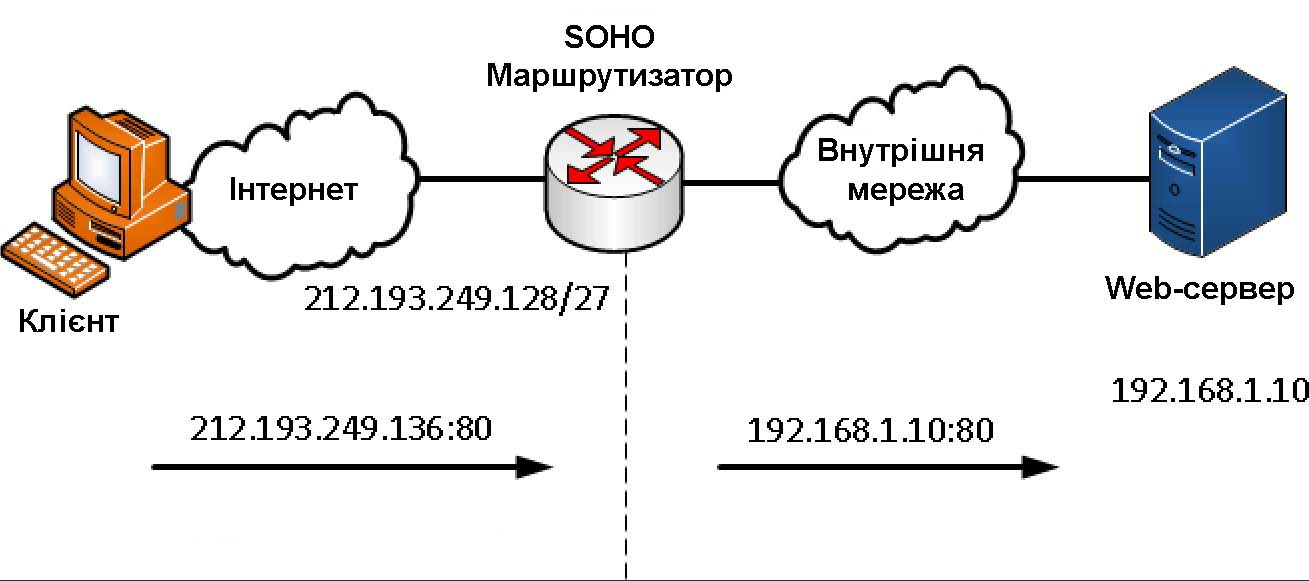 SOHO
Маршрутизатор
Інтернет
Внутрішня
мережа
212.193.249.128/27
Клієнт
Web-сервер
192.168.1.10
212.193.249.136:80
192.168.1.10:80